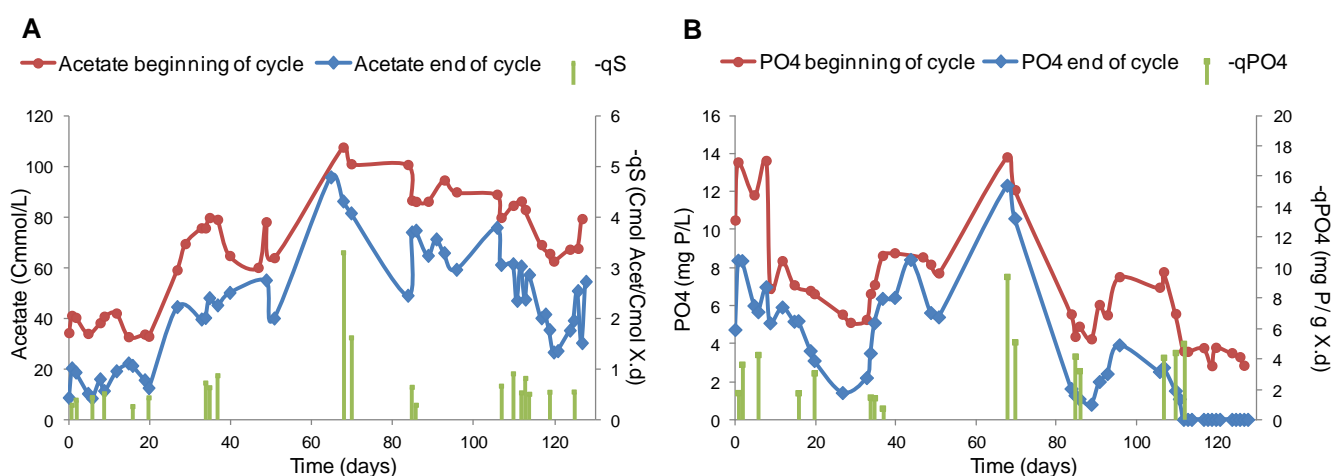 A
Acetate beginning of cycle Acetate end of cycle -qS
120
100
80
60
40
20
0
Acetate (Cmmol/L)
6
5
4
3
2
1
0
-qS (Cmol Acet/Cmol X.d)
0 20 40 60 80 100 120
Time (days)
B
PO4 beginning of cycle PO4 end of cycle -qPO4
16
14
12
10
8
6
4
2
0
PO4 (mg P/L)
20
18
16
14
12
10
8
6
4
2
0
-qPO4 (mg P/ g X.d)
0 20 40 60 80 100 120
Time (days)